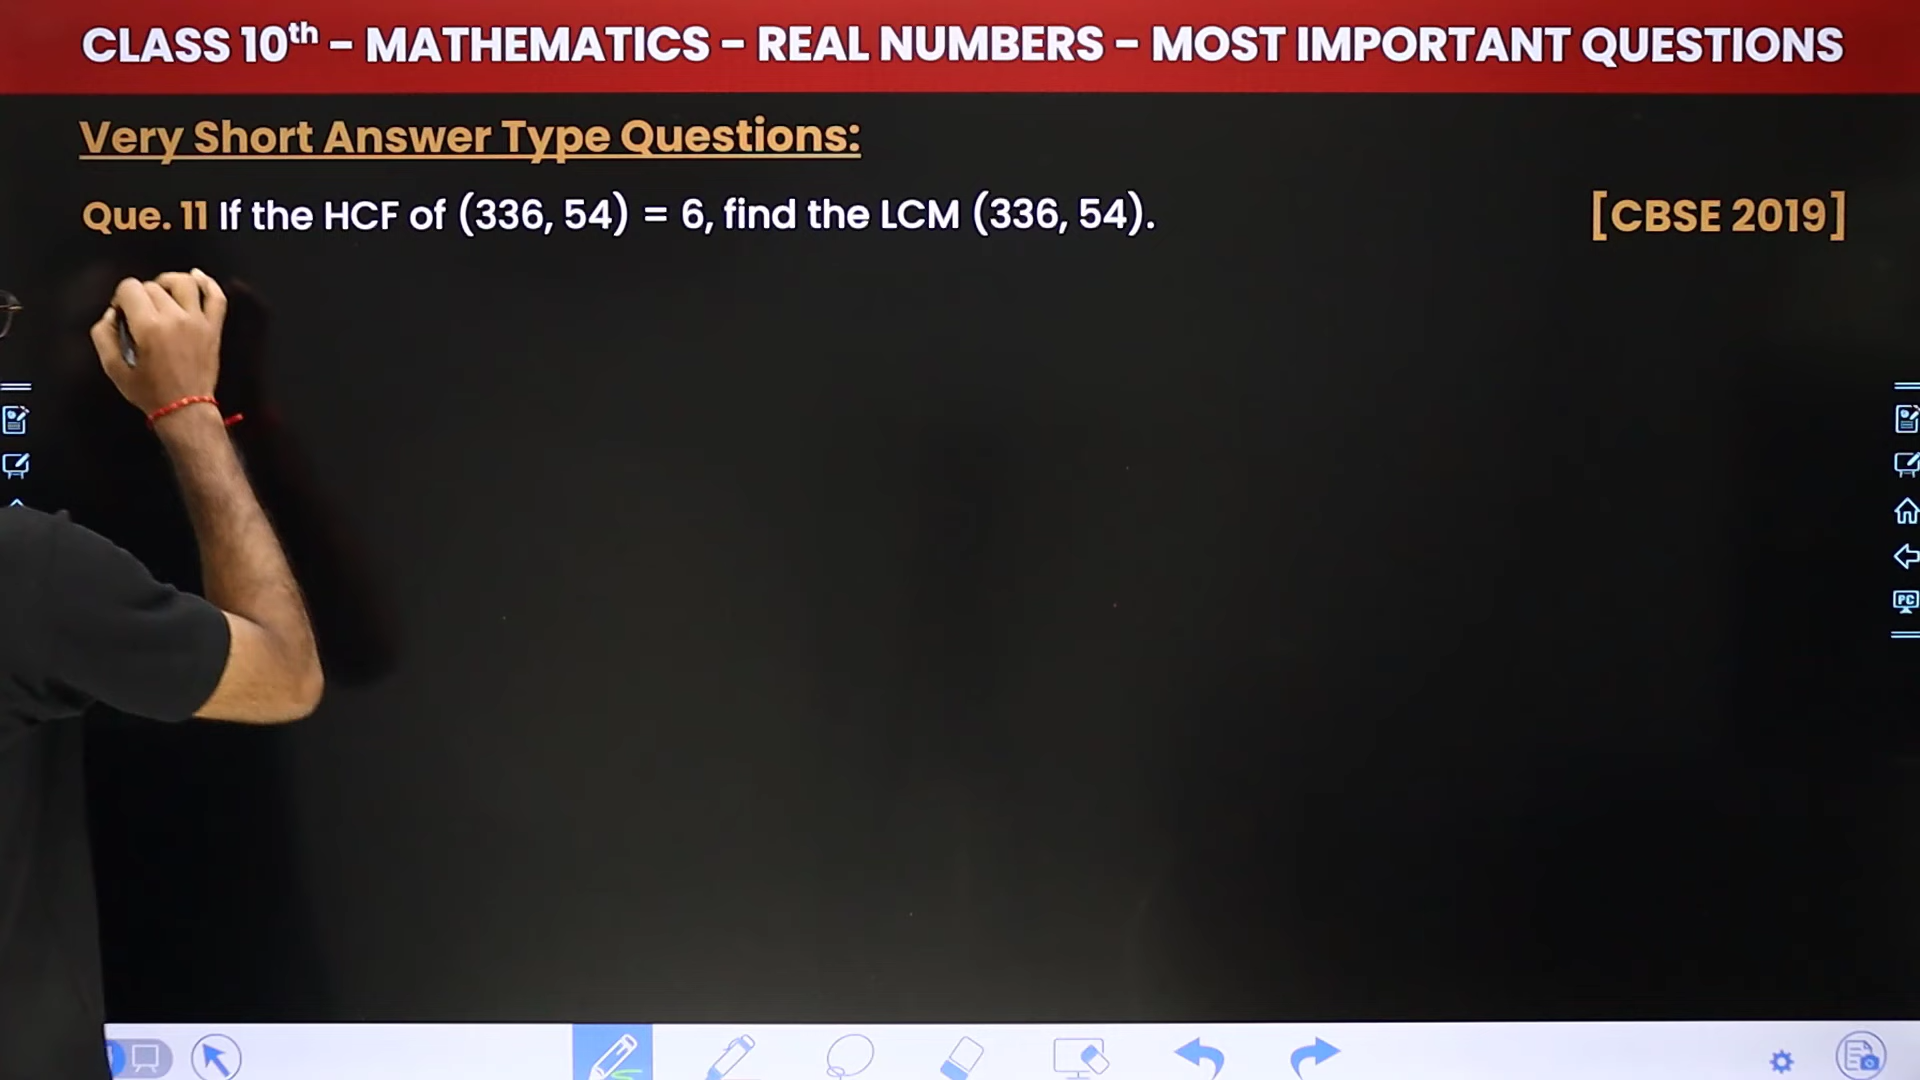 CLASS 10th - MATHEMATICS - REAL NUMBERS - MOST IMPORTANT QUESTIONS
Very Short Answer Type Questions:
Que. 11 If the HCF of (336, 54) = 6, find the LCM (336, 54). [CBSE 2019]
PC